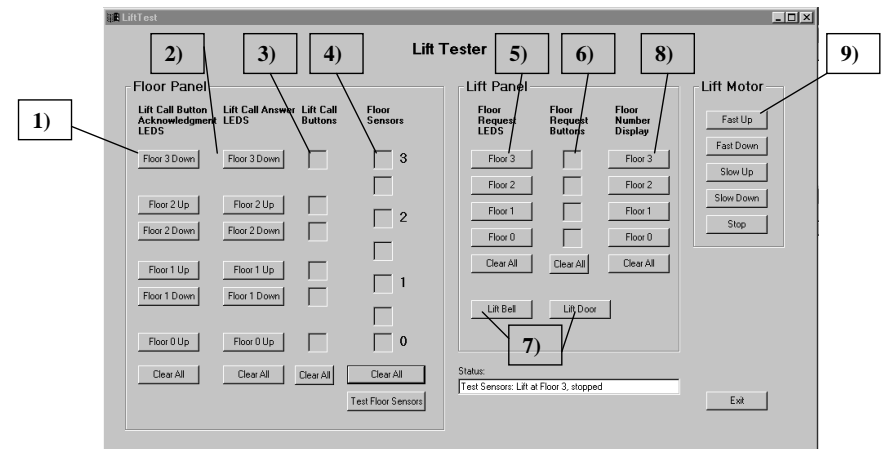 LiftTest
Lift Tester
1)
2)
3)
4)
5)
6)
7)
8)
9)
Floor Panel
Lift Call Button
Acknowledgment
LEDS
Lift Call Answer
LEDS
Lift Call
Buttons
Floor
Sensors
Floor 3 Down
Floor 3 Down
3
Floor 2 Up
Floor 2 Up
2
Floor 2 Down
Floor 2 Down
Floor 1 Up
Floor 1 Up
1
Floor 1 Down
Floor 1 Down
Floor 0 Up
Floor 0 Up
0
Clear All
Clear All
Clear All
Clear All
Test Floor Sensors
Lift Panel
Floor
Request
LEDS
Floor
Request
Buttons
Floor
Number
Display
Floor 3
Floor 3
Floor 2
Floor 2
Floor 1
Floor 1
Floor 0
Floor 0
Clear All
Clear All
Clear All
Lift Bell
Lift Door
Status:
Test Sensors: Lift at Floor 3, stopped
Lift Motor
Fast Up
Fast Down
Slow Up
Slow Down
Stop
Exit